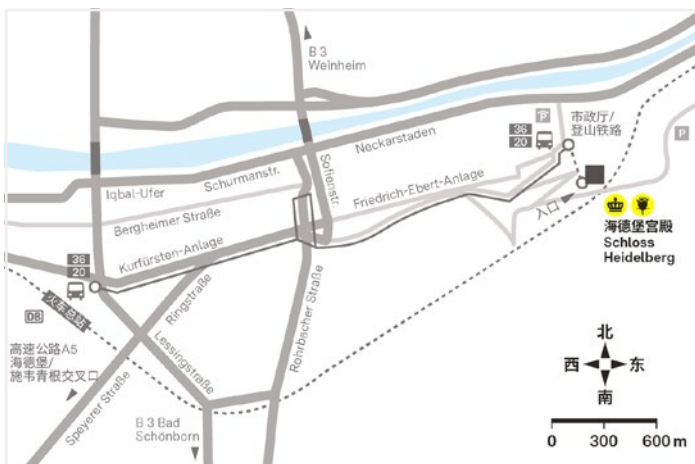 B 3
Weinheim
P
市政厅/
登山铁路
36
20
P
Neckarstaden
Sofienstr.
Schurmanstr.
Iqbal-Ufer
Friedrich-Ebert-Anlage
入口
Bergheimer Straße
海德堡宫殿
Schloss
Heidelberg
Kurfürsten-Anlage
36
20
火车总站
DB
Ringstraße
Rohrbacher Straße
Lessingstraße
高速公路A5
海德堡/
施韦青根交叉口
Speyerer Straße
B 3 Bad
Schönborn
北
西
东
南
0 300 600 m